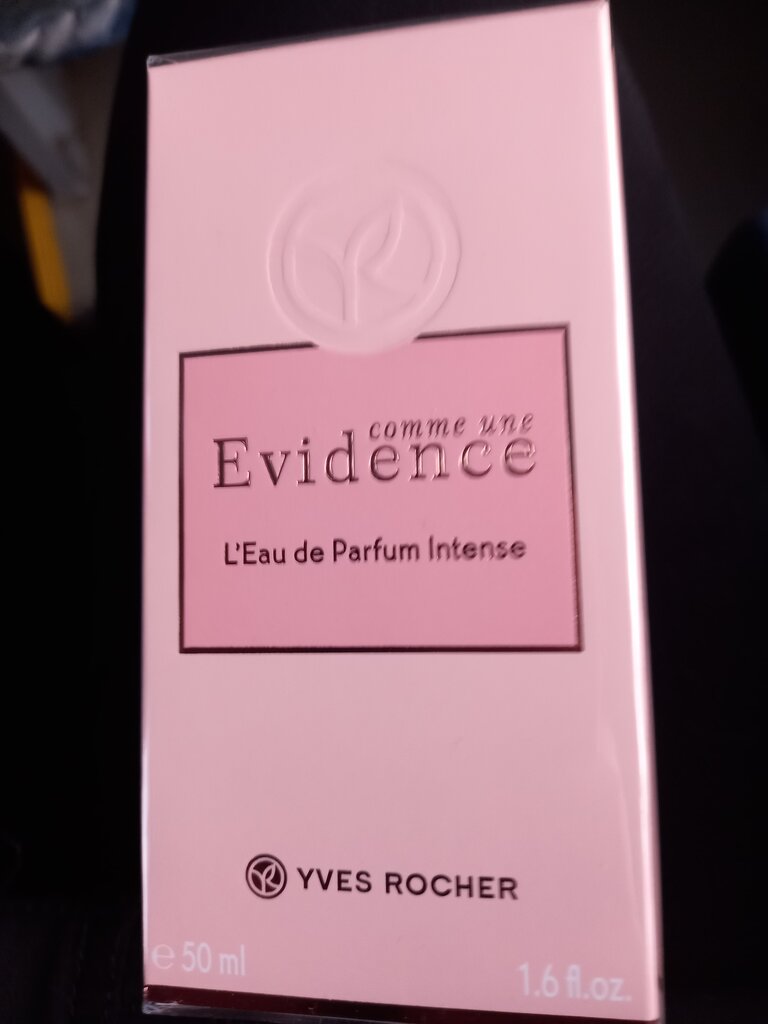 comme une
Evidence
L'Eau de Parfum Intense
YVES ROCHER
e 50 ml
1.6 fl.oz.